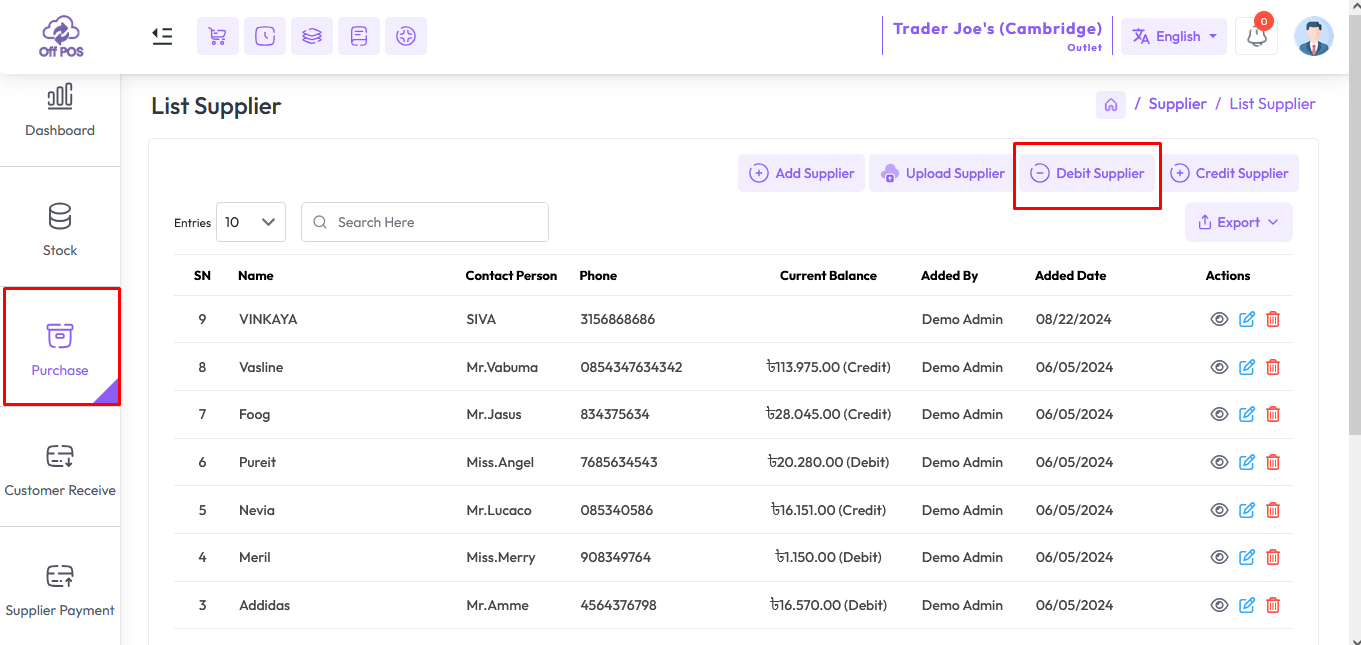 Off POS
Trader Joe's (Cambridge)
Outlet
English
0
Dashboard
Stock
Purchase
Customer Receive
Supplier Payment
List Supplier
/ Supplier / List Supplier
Add Supplier Upload Supplier Debit Supplier Credit Supplier
Entries 10 Search Here Export
SN Name Contact Person Phone Current Balance Added By Added Date Actions
9 VINKAYA SIVA 3156868686 Demo Admin 08/22/2024
8 Vasline Mr.Vabuma 0854347634342 ৳113.975.00 (Credit) Demo Admin 06/05/2024
7 Foog Mr.Jasus 834375634 ৳28.045.00 (Credit) Demo Admin 06/05/2024
6 Pureit Miss.Angel 7685634543 ৳20.280.00 (Debit) Demo Admin 06/05/2024
5 Nevia Mr.Lucaco 085340586 ৳16.151.00 (Credit) Demo Admin 06/05/2024
4 Meril Miss.Merry 908349764 ৳1.150.00 (Debit) Demo Admin 06/05/2024
3 Addidas Mr.Amme 4564376798 ৳16.570.00 (Debit) Demo Admin 06/05/2024